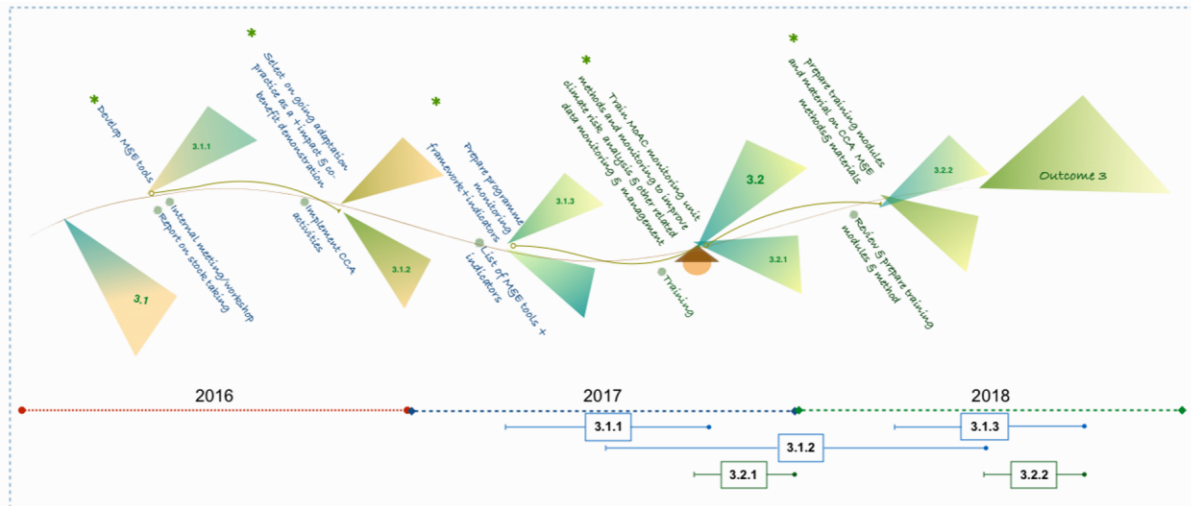 Develop M&E tools
3.1.1
Internal meeting/workshop
Report on stock taking
3.1
Select on going adaptation
practise as a +impact & co-
benefit demonstration
Implement CCA
activities
3.1.2
Prepare programme
monitoring
framework+indicators
3.1.3
List of M&E tools +
indicators
Train MoAC monitoring unit
methods and monitoring to improve
climate risk analysis & other related
data monitoring & management
Training
3.2
3.2.1
prepare training modules
and material on CCA M&E
methods& materials
3.2.2
Review & prepare training
modules & method
Outcome 3
2016
2017
2018
3.1.1
3.1.3
3.1.2
3.2.1
3.2.2